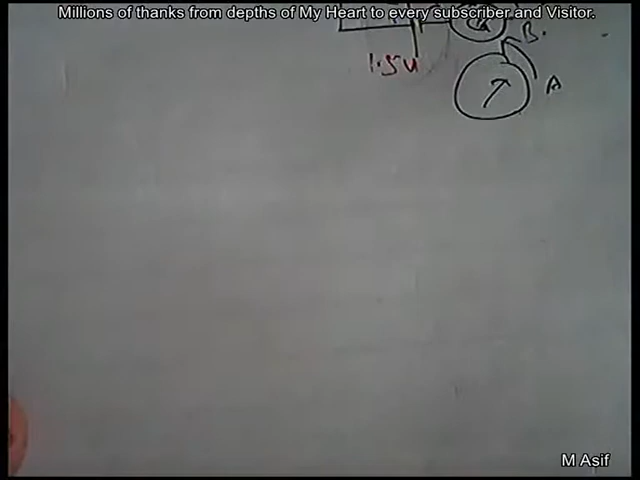 Millions of thanks from depths of My Heart to every subscriber and Visitor.
B.
1.5V
A
M Asif